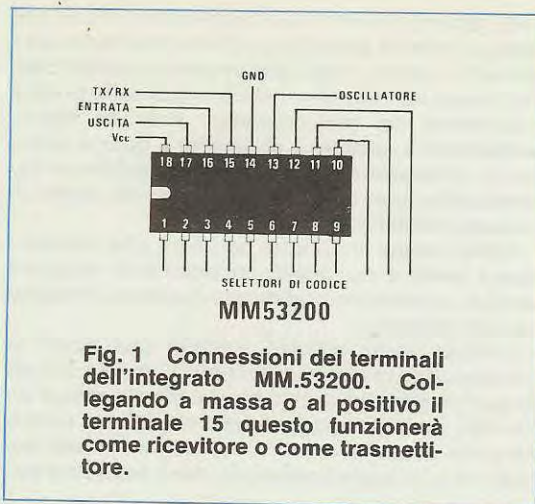 GND
TX/RX
OSCILLATORE
ENTRATA
USCITA
Vcc
18 17 16 15 14 13 12 11 10
1 2 3 4 5 6 7 8 9
SELETTORI DI CODICE
MM53200
Fig. 1 Connessioni dei terminali
dell'integrato MM.53200. Col-
legando a massa o al positivo il
terminale 15 questo funzionerà
come ricevitore o come trasmetti-
tore.